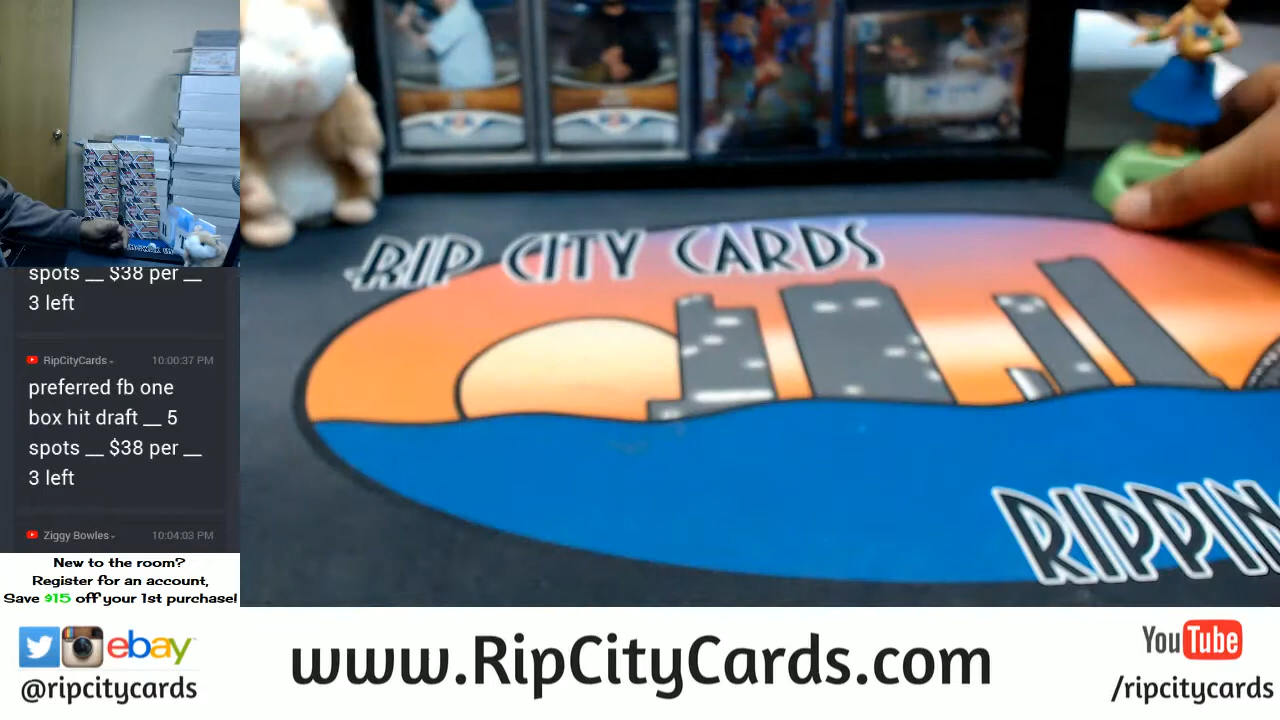 spots __ $38 per __
3 left
RipCityCards
10:00:37 PM
preferred fb one
box hit draft __ 5
spots __ $38 per __
3 left
Ziggy Bowles
10:04:03 PM
New to the room?
Register for an account,
Save $15 off your 1st purchase!
RIP CITY CARDS
RIPPIN
ebay
@ripcitycards
www.RipCityCards.com
YouTube
/ripcitycards